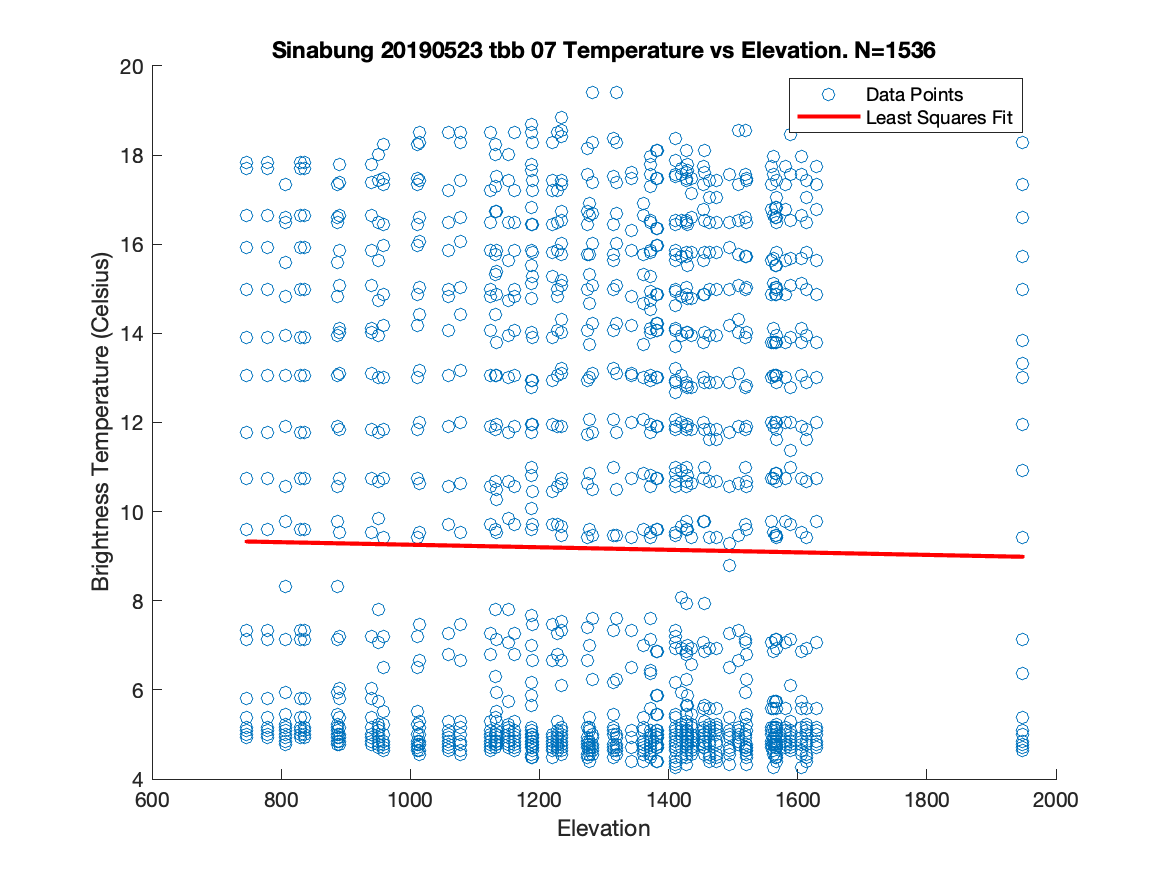 Sinabung 20190523 tbb 07 Temperature vs Elevation. N=1536
Data Points
Least Squares Fit
Brightness Temperature (Celsius)
20
18
16
14
12
10
8
6
4
600 800 1000 1200 1400 1600 1800 2000
Elevation